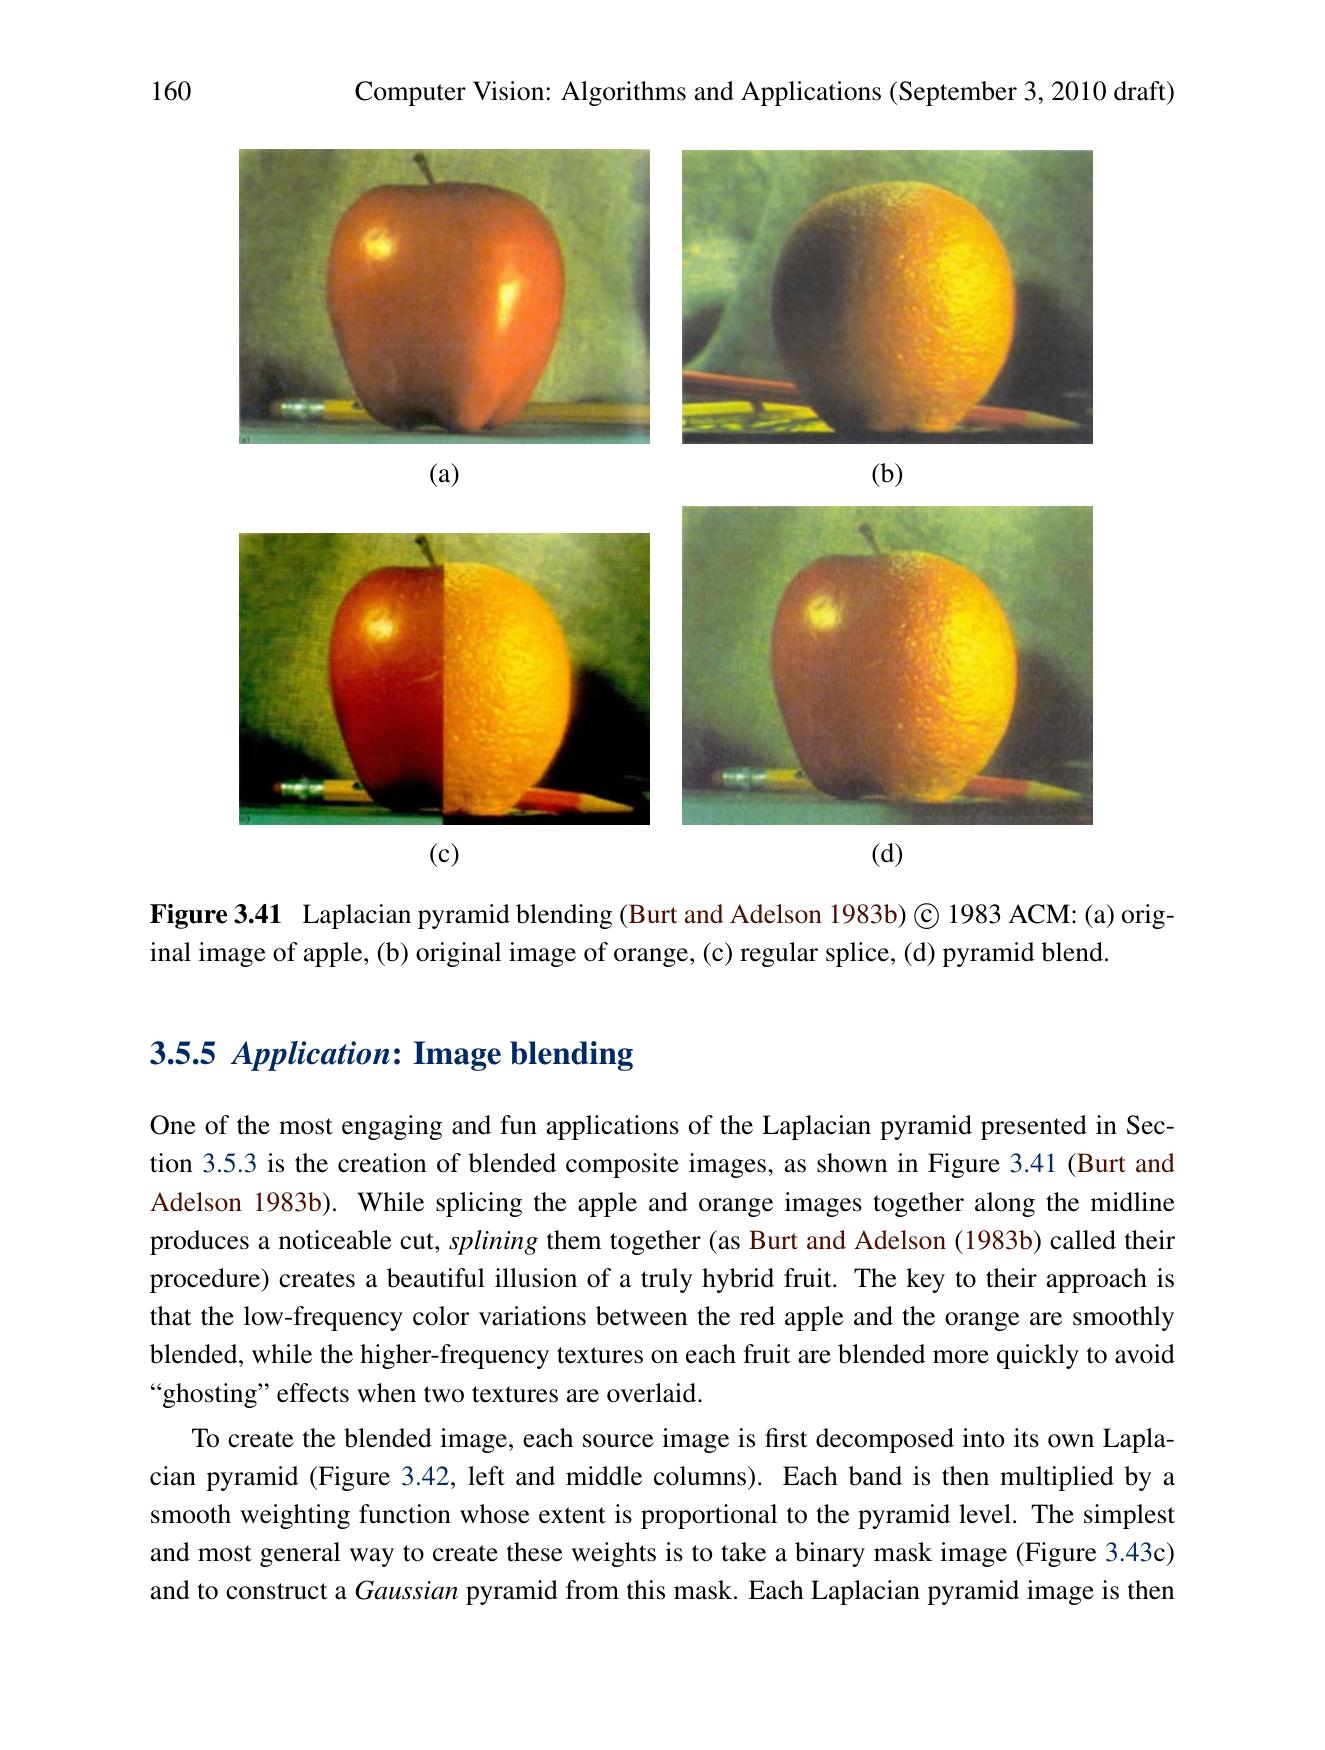 160 Computer Vision: Algorithms and Applications (September 3, 2010 draft)
(a) (b)
(c) (d)
Figure 3.41 Laplacian pyramid blending (Burt and Adelson 1983b) © 1983 ACM: (a) orig-
inal image of apple, (b) original image of orange, (c) regular splice, (d) pyramid blend.
3.5.5 Application: Image blending
One of the most engaging and fun applications of the Laplacian pyramid presented in Sec-
tion 3.5.3 is the creation of blended composite images, as shown in Figure 3.41 (Burt and
Adelson 1983b). While splicing the apple and orange images together along the midline
produces a noticeable cut, splining them together (as Burt and Adelson (1983b) called their
procedure) creates a beautiful illusion of a truly hybrid fruit. The key to their approach is
that the low-frequency color variations between the red apple and the orange are smoothly
blended, while the higher-frequency textures on each fruit are blended more quickly to avoid
“ghosting” effects when two textures are overlaid.
To create the blended image, each source image is first decomposed into its own Lapla-
cian pyramid (Figure 3.42, left and middle columns). Each band is then multiplied by a
smooth weighting function whose extent is proportional to the pyramid level. The simplest
and most general way to create these weights is to take a binary mask image (Figure 3.43c)
and to construct a Gaussian pyramid from this mask. Each Laplacian pyramid image is then